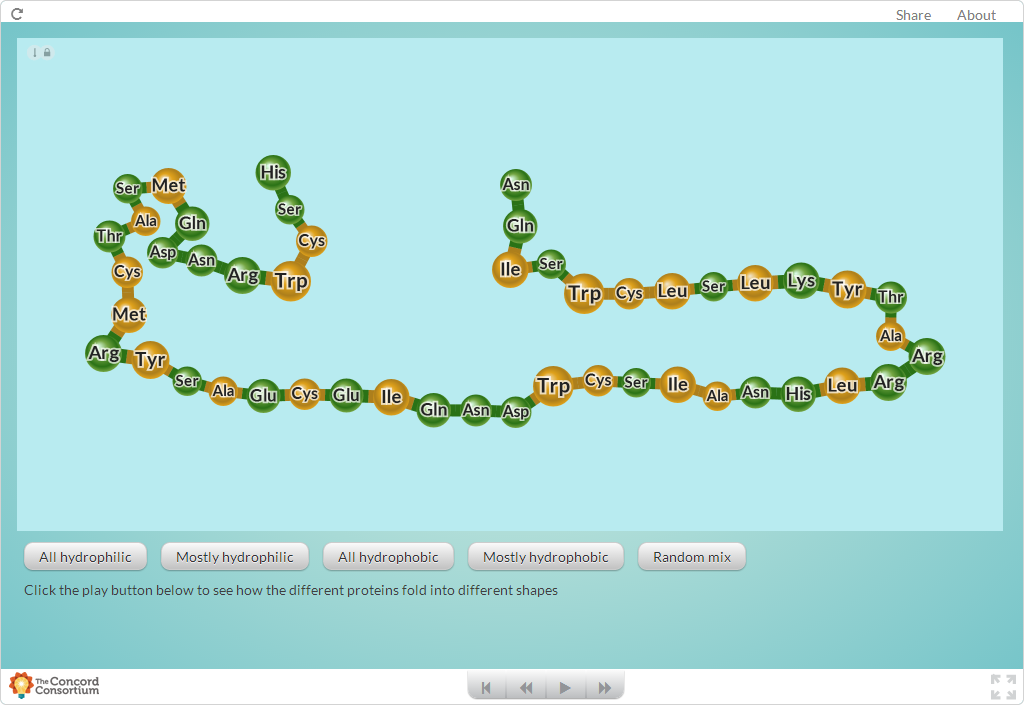 Share About
His
Asn
Ser Met
Ser
Ala Gln
Gln
Thr
Cys
Asp Asn
Ile Ser
Cys
Arg Trp
Trp Cys Leu Ser Leu Lys Tyr Thr
Met
Ala
Arg Tyr
Arg
Ser Ala Glu Cys Glu Ile Gln Asn Asp Trp Cys Ser Ile Ala Asn His Leu Arg
All hydrophilic Mostly hydrophilic All hydrophobic Mostly hydrophobic Random mix
Click the play button below to see how the different proteins fold into different shapes
The Concord
Consortium